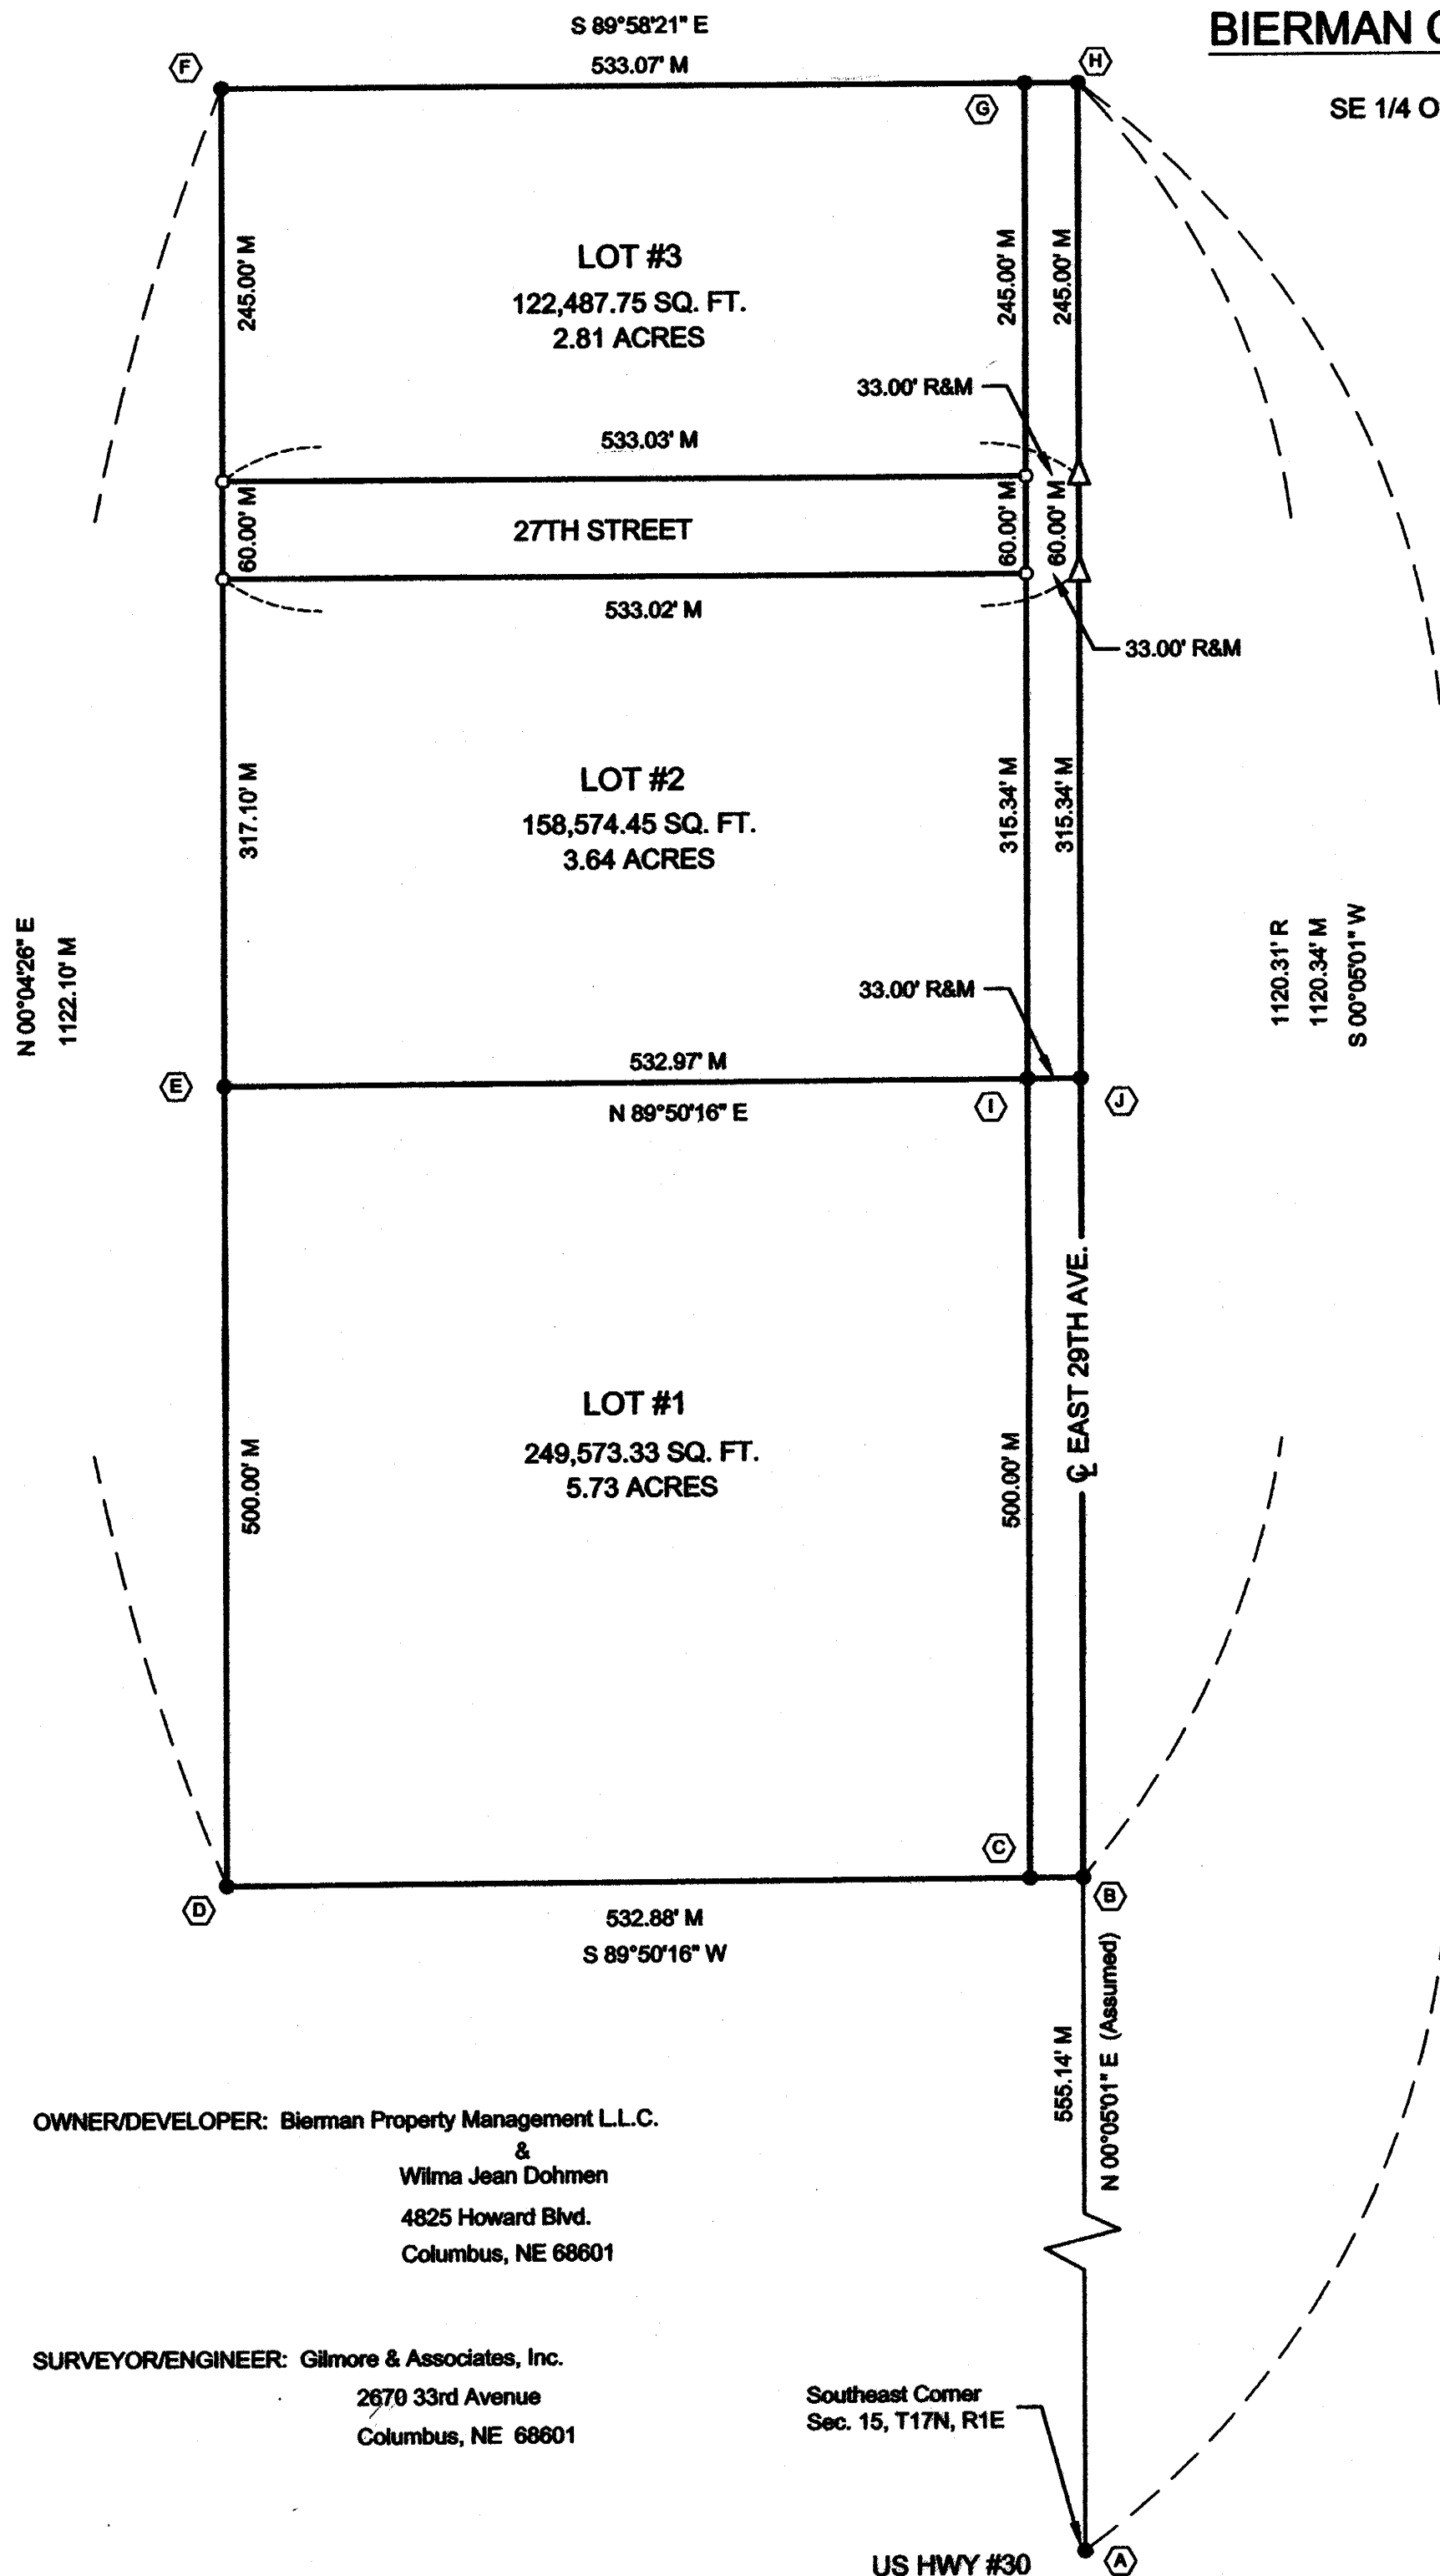 BIERMAN
SE 1/4
S 89°58'21" E
533.07' M
F
H
G
245.00' M
LOT #3
122,487.75 SQ. FT.
2.81 ACRES
245.00' M
245.00' M
33.00' R&M
533.03' M
60.00' M
27TH STREET
60.00' M
60.00' M
533.02' M
33.00' R&M
317.10' M
LOT #2
158,574.45 SQ. FT.
3.64 ACRES
315.34' M
315.34' M
N 00°04'26" E
1122.10' M
1120.31' R
1120.34' M
S 00°05'01" W
33.00' R&M
532.97' M
E
N 89°50'16" E
I
J
℄ EAST 29TH AVE.
500.00' M
LOT #1
249,573.33 SQ. FT.
5.73 ACRES
500.00' M
C
D
B
532.88' M
S 89°50'16" W
555.14' M
N 00°05'01" E (Assumed)
OWNER/DEVELOPER: Bierman Property Management L.L.C.
&
Wilma Jean Dohmen
4825 Howard Blvd.
Columbus, NE 68601
SURVEYOR/ENGINEER: Gilmore & Associates, Inc.
2670 33rd Avenue
Columbus, NE 68601
Southeast Corner
Sec. 15, T17N, R1E
US HWY #30
A